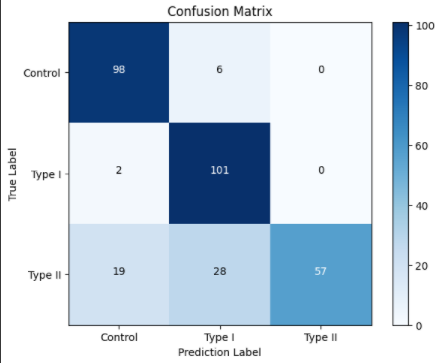 Confusion Matrix
Control 98 6 0
Type I 2 101 0
Type II 19 28 57
Control Type I Type II
Prediction Label
True Label
100
80
60
40
20
0